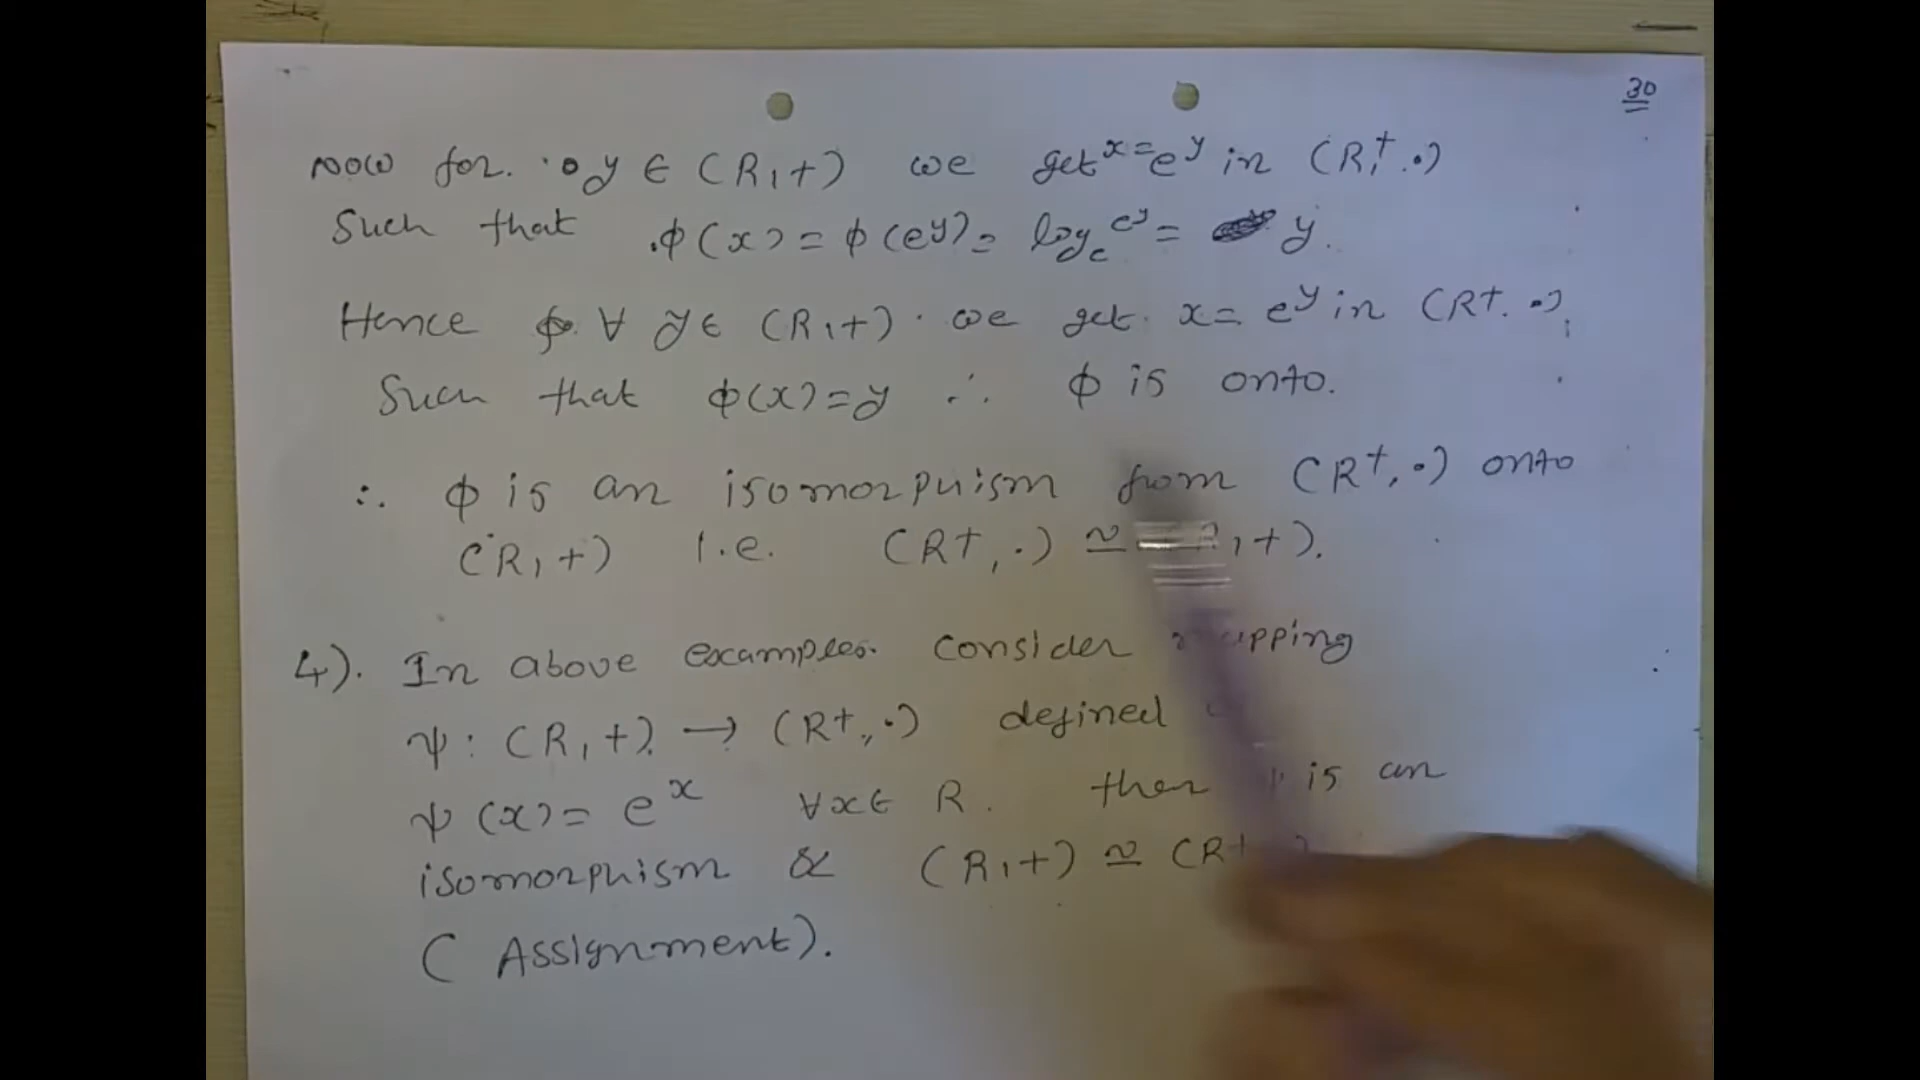 30
Now for y ∈ (R, +) we get x = e^y in (R^+, ·)
Such that φ(x) = φ(e^y) = log_e e^y = y.
Hence ∀ y ∈ (R, +) we get x = e^y in (R^+, ·),
Such that φ(x) = y ∴ φ is onto.
∴ φ is an isomorphism from (R^+, ·) onto
(R, +) i.e. (R^+, ·) ≃ , +).
4). In above examples. Consider mapping
ψ : (R, +) → (R^+, ·) defined
ψ(x) = e^x ∀x∈ R. then is an
isomorphism & (R, +) ≃ (R^+
(Assignment).